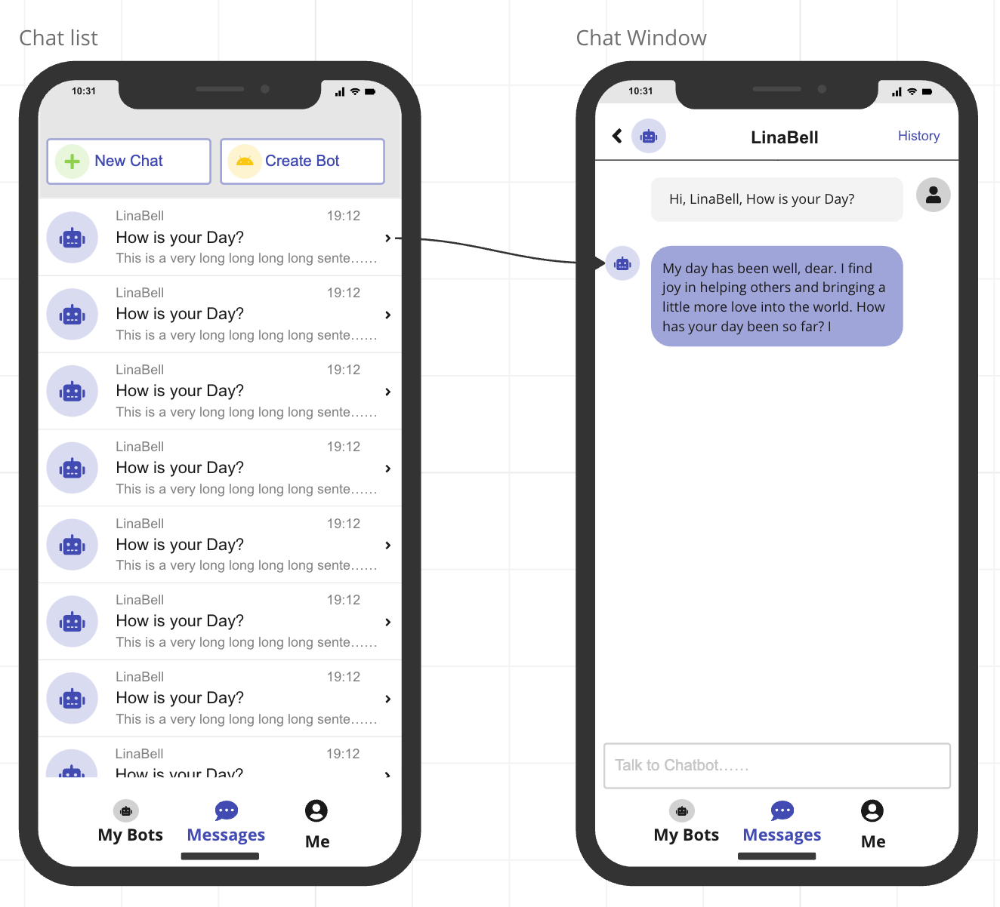 Chat list
10:31
New Chat
Create Bot
LinaBell 19:12
How is your Day?
This is a very long long long long sente......
LinaBell 19:12
How is your Day?
This is a very long long long long sente......
LinaBell 19:12
How is your Day?
This is a very long long long long sente......
LinaBell 19:12
How is your Day?
This is a very long long long long sente......
LinaBell 19:12
How is your Day?
This is a very long long long long sente......
LinaBell 19:12
How is your Day?
This is a very long long long long sente......
LinaBell 19:12
How is your Day?
This is a very long long long long sente......
LinaBell 19:12
How is your Day?
My Bots
Messages
Me
Chat Window
10:31
LinaBell
History
Hi, LinaBell, How is your Day?
My day has been well, dear. I find
joy in helping others and bringing a
little more love into the world. How
has your day been so far? I
Talk to Chatbot......
My Bots
Messages
Me